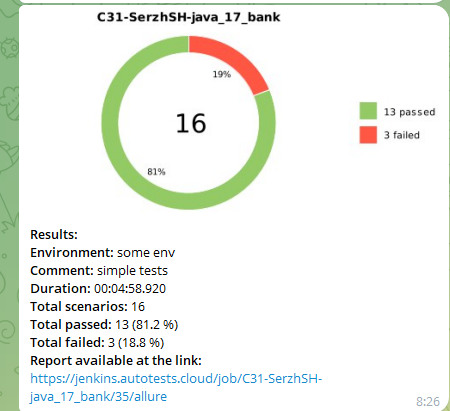 C31-SerzhSH-java_17_bank
19%
13 passed
3 failed
16
81%
Results:
Environment: some env
Comment: simple tests
Duration: 00:04:58.920
Total scenarios: 16
Total passed: 13 (81.2 %)
Total failed: 3 (18.8 %)
Report available at the link:
https://jenkins.autotests.cloud/job/C31-SerzhSH-
java_17_bank/35/allure
8:26